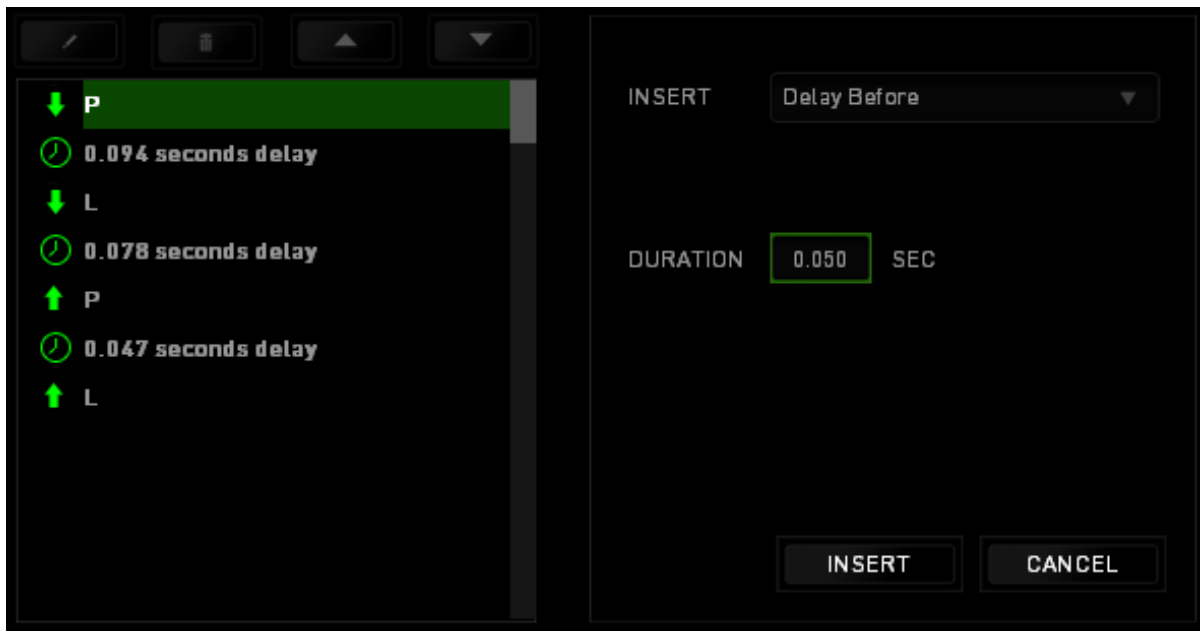 P
0.094 seconds delay
L
0.078 seconds delay
P
0.047 seconds delay
L
INSERT Delay Before
DURATION 0.050 SEC
INSERT CANCEL